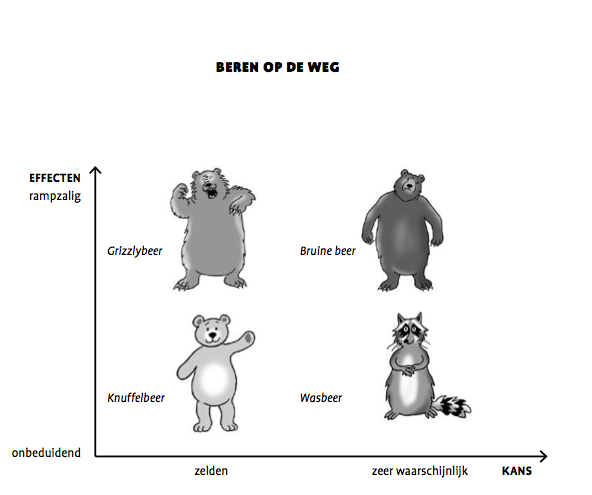 BEREN OP DE WEG
EFFECTEN
rampzalig
Grizzlybeer
Bruine beer
Knuffelbeer
Wasbeer
onbeduidend
zelden
zeer waarschijnlijk
KANS